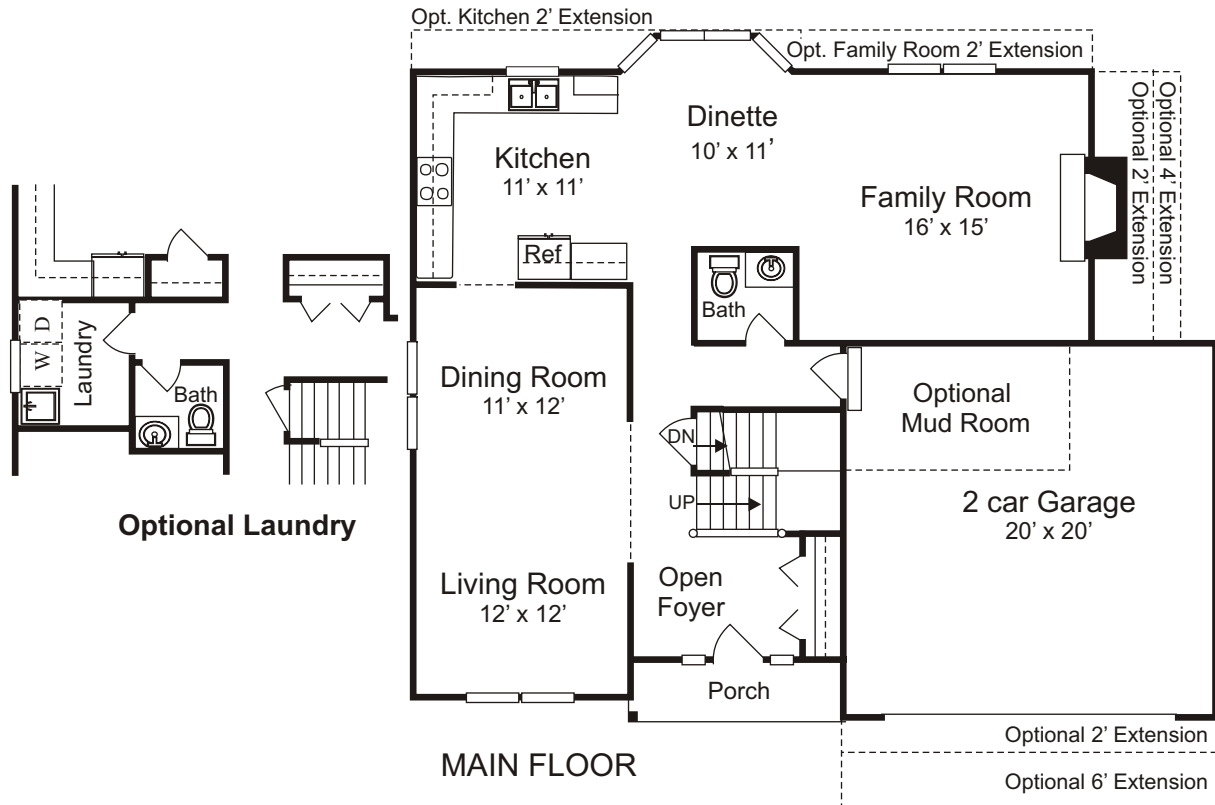 Opt. Kitchen 2’ Extension
Opt. Family Room 2’ Extension
Optional 2’ Extension
Optional 4’ Extension
Dinette
10’ x 11’
Kitchen
11’ x 11’
Family Room
16’ x 15’
Ref
Bath
D
W
Laundry
Bath
Optional Laundry
Dining Room
11’ x 12’
Optional
Mud Room
DN
UP
2 car Garage
20’ x 20’
Living Room
12’ x 12’
Open
Foyer
Porch
MAIN FLOOR
Optional 2’ Extension
Optional 6’ Extension